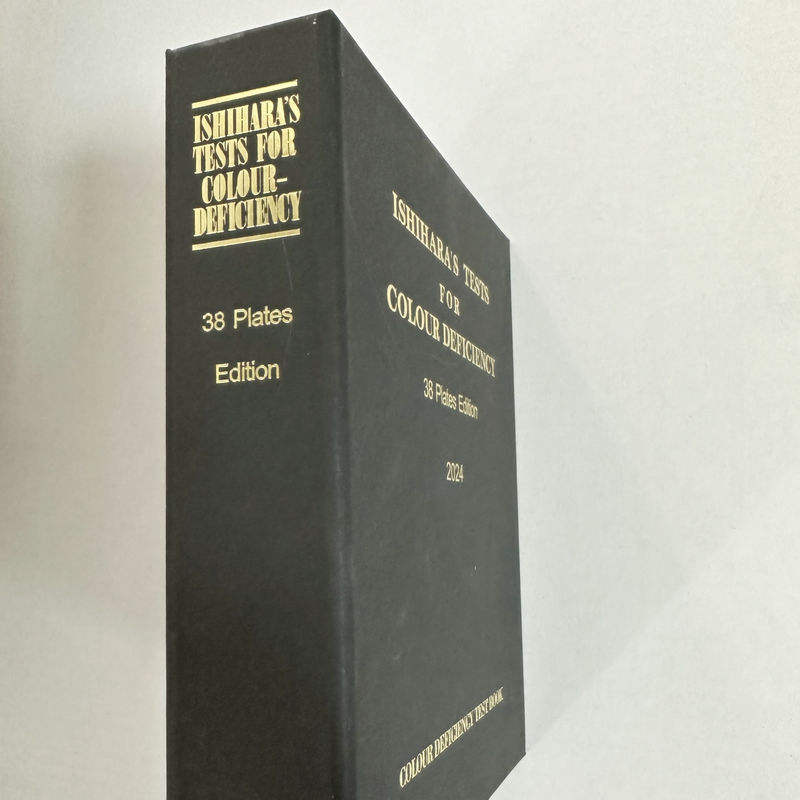 ISHIHARA'S
TESTS FOR
COLOUR-
DEFICIENCY
38 Plates
Edition
ISHIHARA'S TESTS
FOR
COLOUR DEFICIENCY
38 Plates Edition
2024
COLOUR DEFICIENCY TEST BOOK